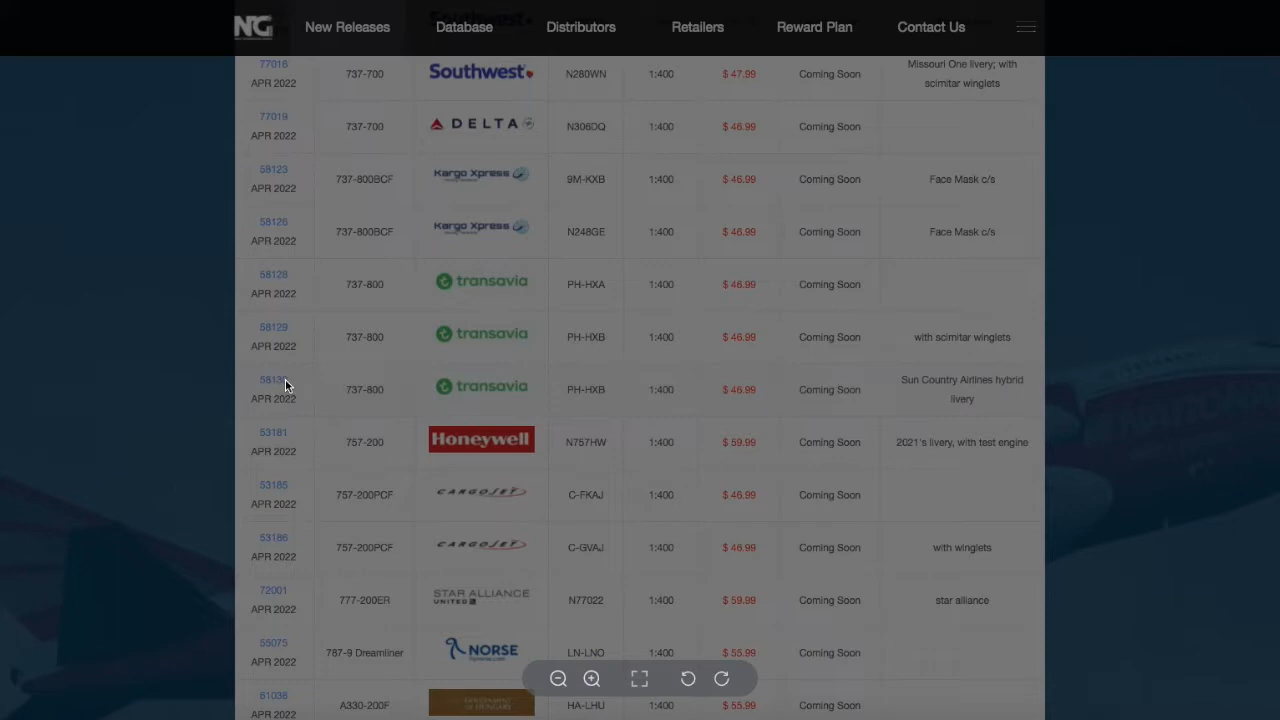 NG New Releases Database Distributors Retailers Reward Plan Contact Us
77018 APR 2022 737-700 Southwest N280WN 1:400 $ 47.99 Coming Soon Missouri One livery; with scimitar winglets
77019 APR 2022 737-700 DELTA N306DQ 1:400 $ 46.99 Coming Soon
58123 APR 2022 737-800BCF Kargo Xpress 9M-KXB 1:400 $ 46.99 Coming Soon Face Mask c/s
58126 APR 2022 737-800BCF Kargo Xpress N248GE 1:400 $ 46.99 Coming Soon Face Mask c/s
58128 APR 2022 737-800 transavia PH-HXA 1:400 $ 46.99 Coming Soon
58129 APR 2022 737-800 transavia PH-HXB 1:400 $ 46.99 Coming Soon with scimitar winglets
APR 2022 737-800 transavia PH-HXB 1:400 $ 46.99 Coming Soon Sun Country Airlines hybrid livery
53181 APR 2022 757-200 Honeywell N757HW 1:400 $ 59.99 Coming Soon 2021's livery, with test engine
53185 APR 2022 757-200PCF CARGOJET C-FKAJ 1:400 $ 46.99 Coming Soon
53186 APR 2022 757-200PCF CARGOJET C-GVAJ 1:400 $ 46.99 Coming Soon with winglets
72001 APR 2022 777-200ER STAR ALLIANCE UNITED N77022 1:400 $ 59.99 Coming Soon star alliance
55075 APR 2022 787-9 Dreamliner NORSE LN-LNO 1:400 $ 55.99 Coming Soon
61038 APR 2022 A330-200F HA-LHU 1:400 $ 55.99 Coming Soon